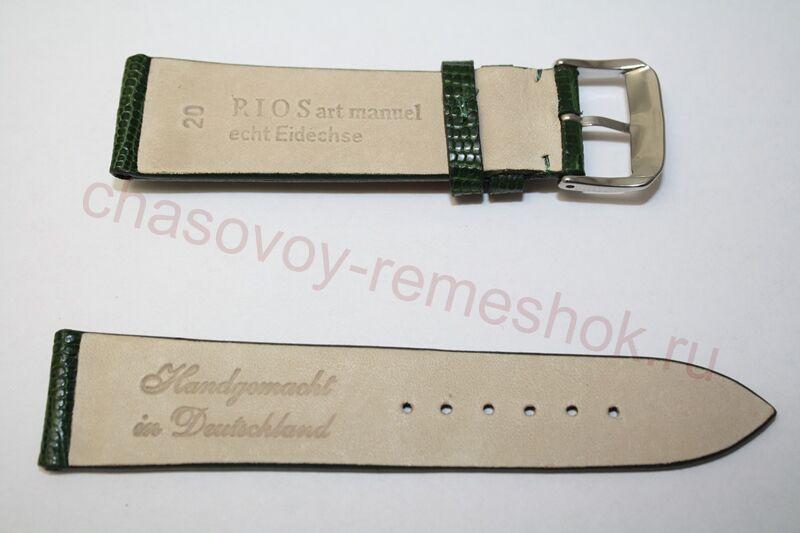 20
RIOS art manuel
echt Eidechse
chasovoy-remeshok.ru
Handgemacht
in Deutschland